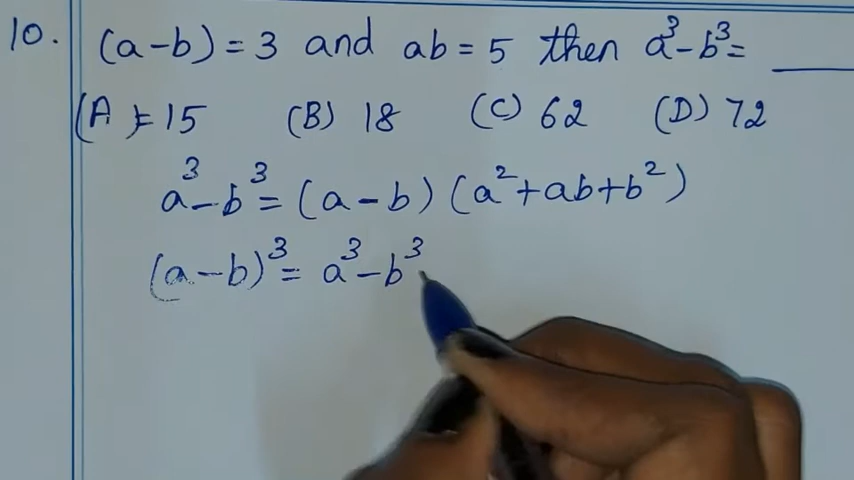 10. (a-b) = 3 and ab = 5 then a³-b³ = ____
(A) = 15 (B) 18 (C) 62 (D) 72
a³-b³ = (a-b) (a²+ab+b²)
(a-b)³ = a³-b³